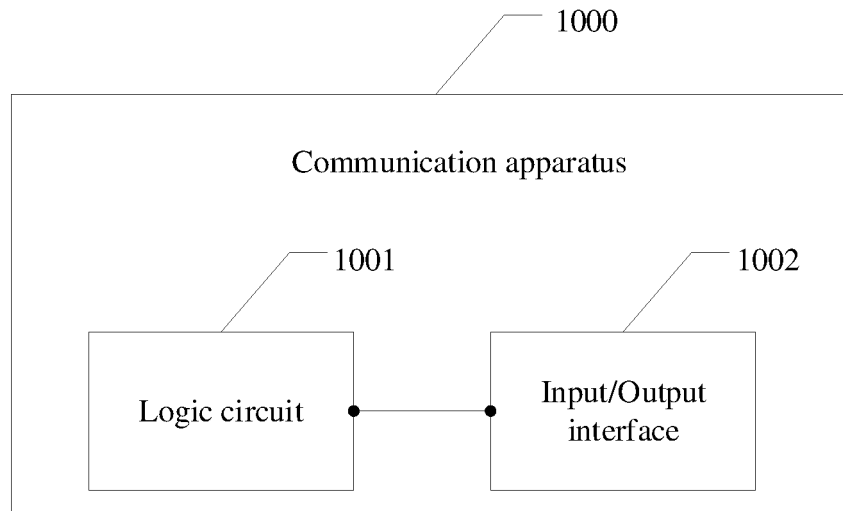 1000
Communication apparatus
1001
1002
Logic circuit
Input/Output
interface